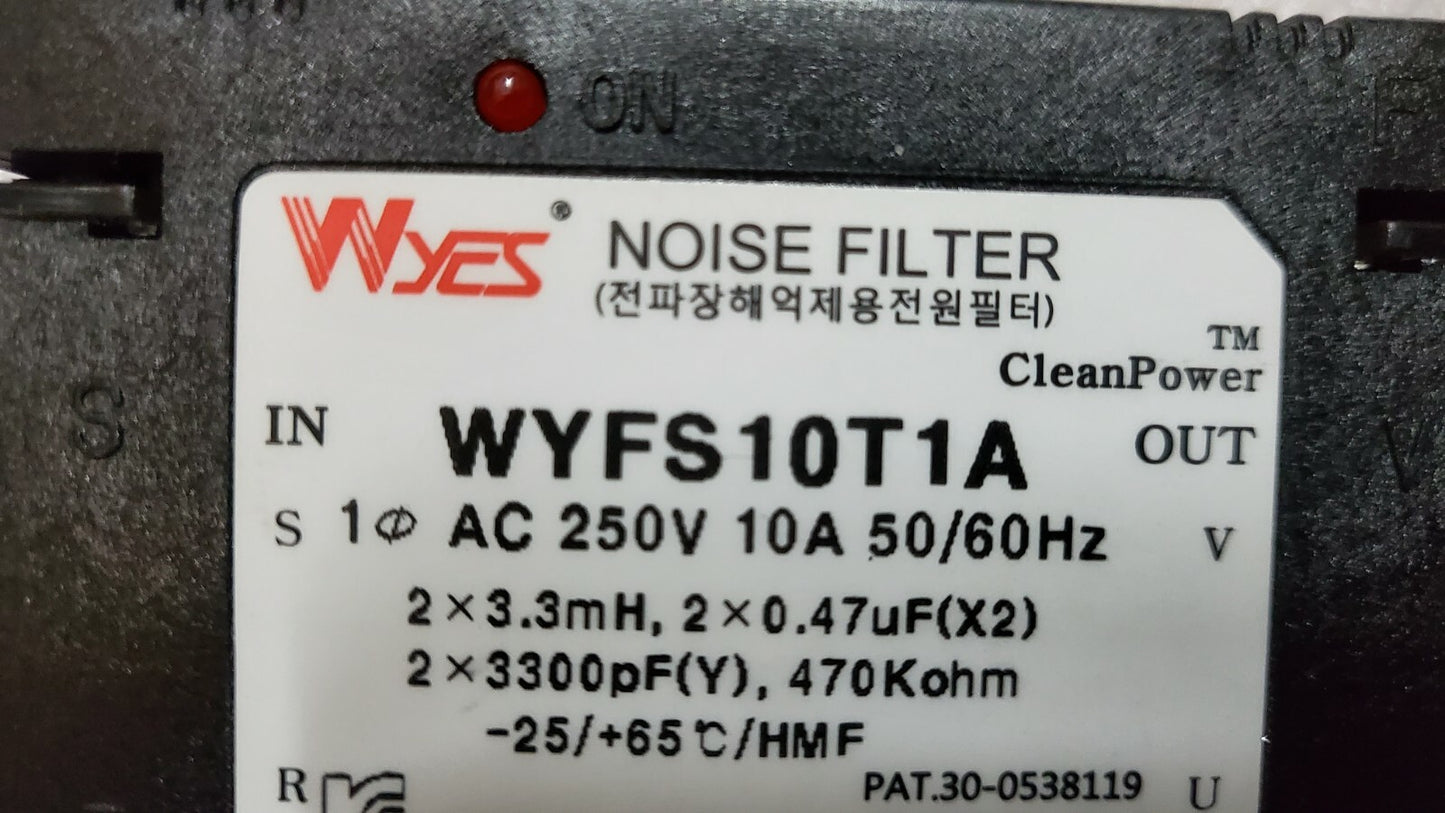 ON
WYES® NOISE FILTER
(전파장해억제용전원필터)
CleanPower™
IN WYFS10T1A OUT
S
S 1Φ AC 250V 10A 50/60Hz V
V
2×3.3mH, 2×0.47uF(X2)
2×3300pF(Y), 470Kohm
-25/+65℃/HMF
R PAT.30-0538119 U